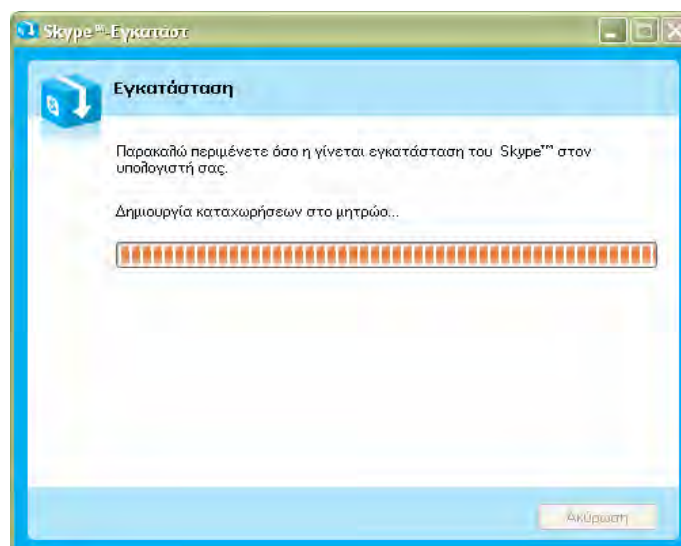 Skype™-Εγκατάστ
Εγκατάσταση
Παρακαλώ περιμένετε όσο η γίνεται εγκατάσταση του Skype™ στον
υπολογιστή σας.
Δημιουργία καταχωρήσεων στο μητρώο...
Ακύρωση